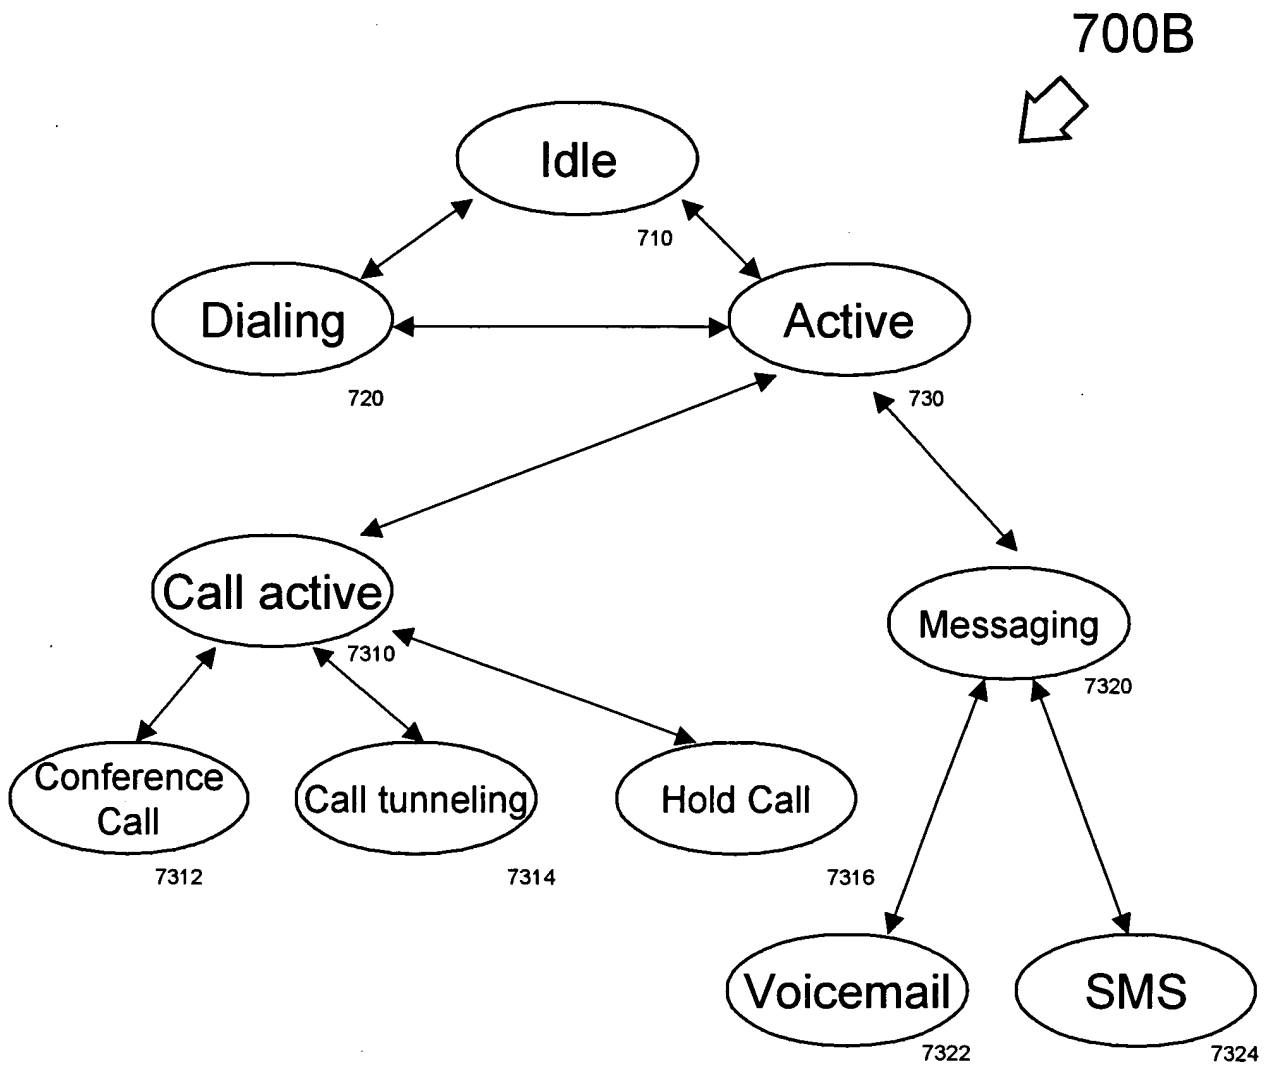 700B
Idle
710
Dialing
Active
720
730
Call active
Messaging
7310
7320
Conference
Call
Call tunneling
Hold Call
7312
7314
7316
Voicemail
SMS
7322
7324